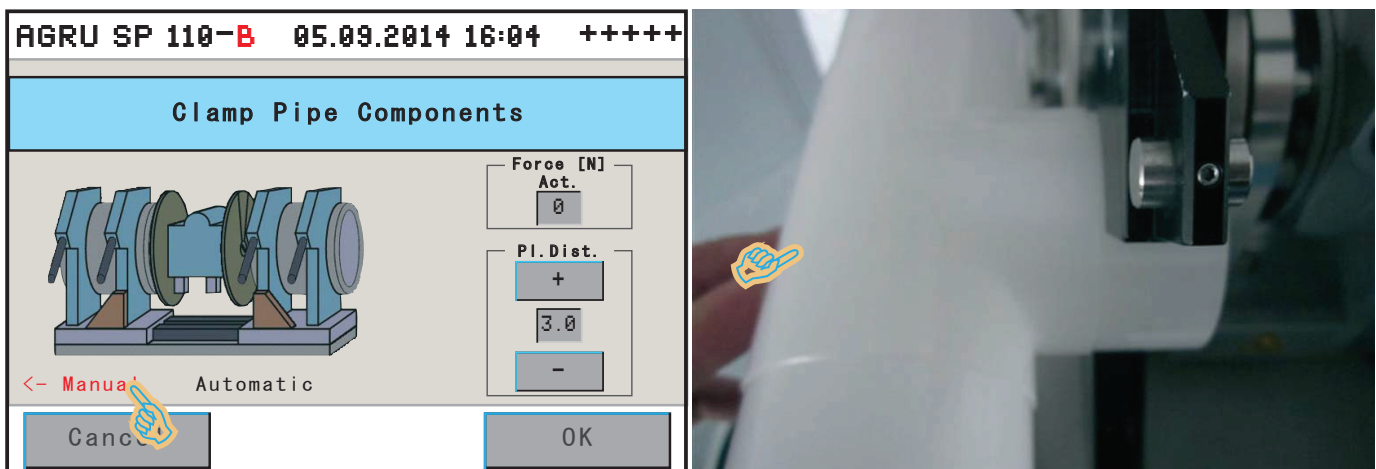 AGRU SP 110-B 05.09.2014 16:04 +++++
Clamp Pipe Components
Force [N]
Act.
0
Pl.Dist.
+
3.0
-
<- Manual Automatic
Cancel OK